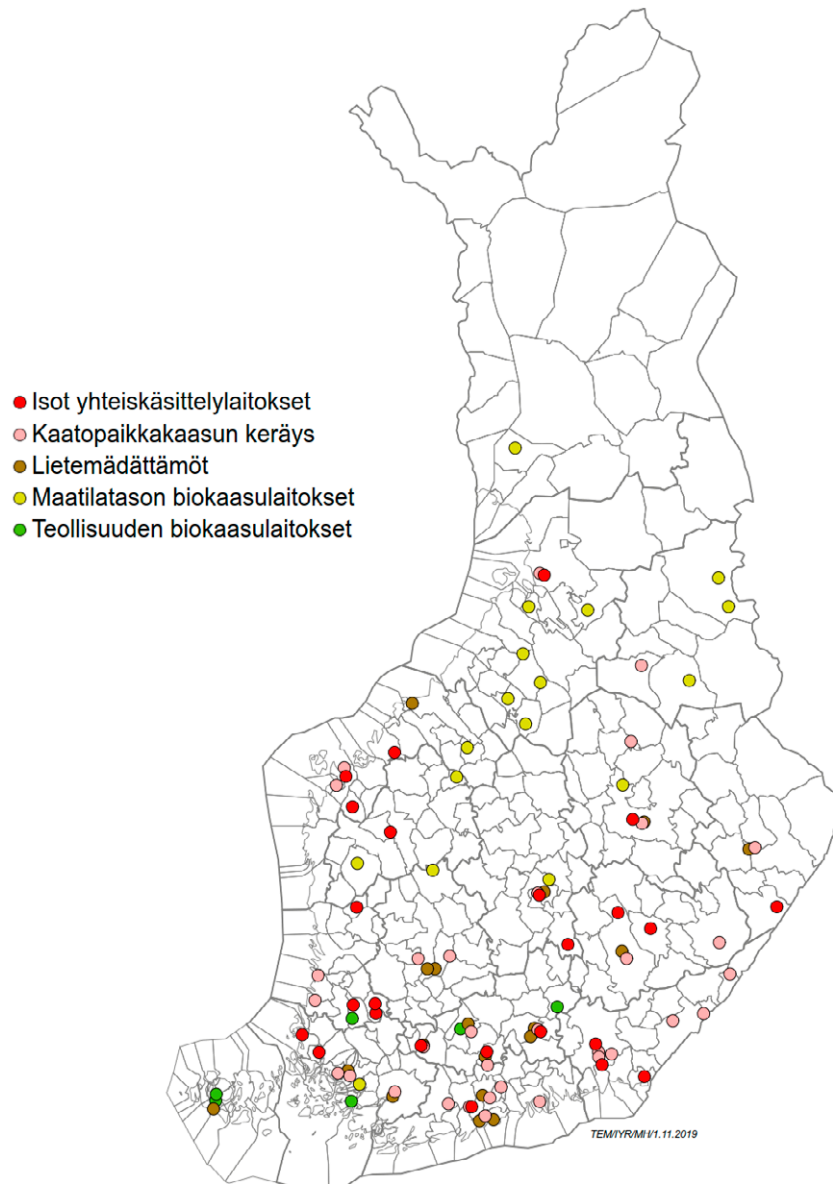 Isot yhteiskäsittelylaitokset
Kaatopaikkakaasun keräys
Lietemädättämöt
Maatilatason biokaasulaitokset
Teollisuuden biokaasulaitokset
TEM/IYR/MH/1.11.2019